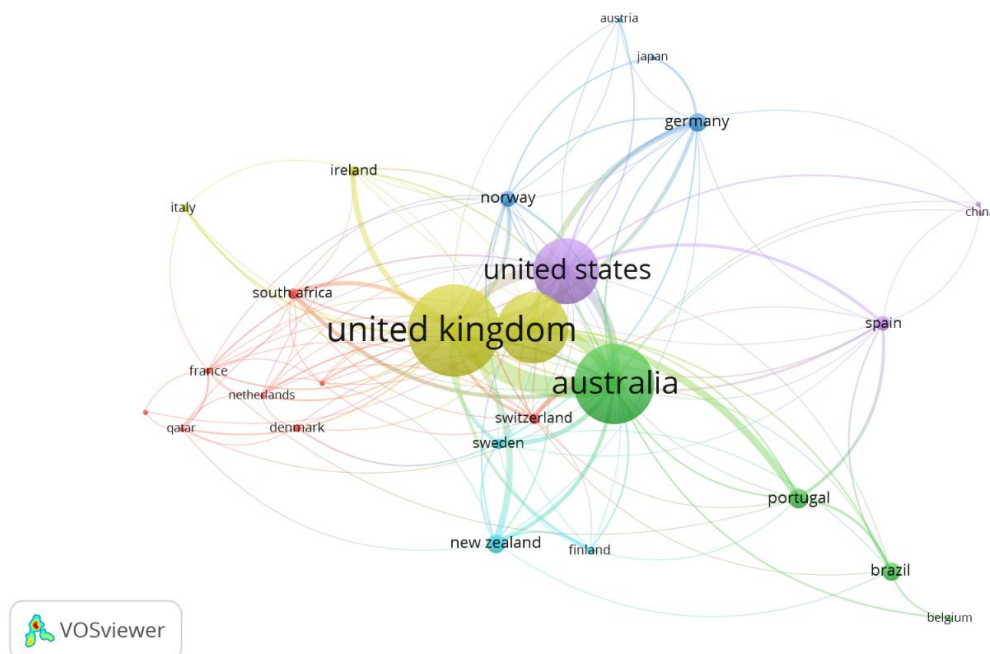 austria
japan
germany
ireland
norway
italy
chin
united states
south africa
united kingdom
spain
france
australia
netherlands
switzerland
qatar
denmark
sweden
portugal
new zealand
finland
brazil
belgium
VOSviewer